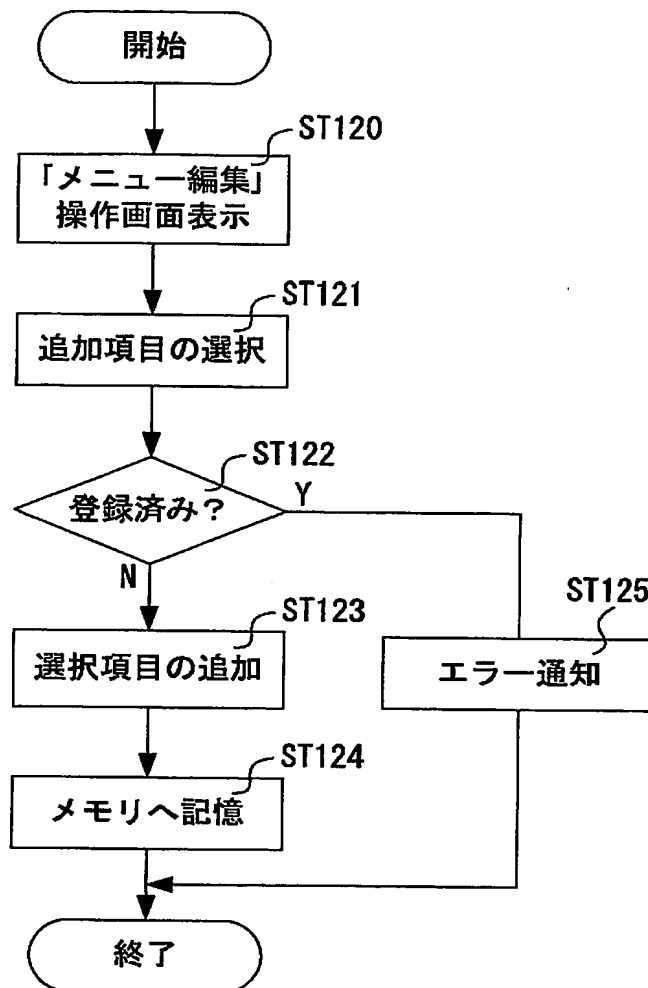 開始
ST120
「メニュー編集」
操作画面表示
ST121
追加項目の選択
ST122
登録済み？
Y
N
ST123
選択項目の追加
ST125
エラー通知
ST124
メモリへ記憶
終了